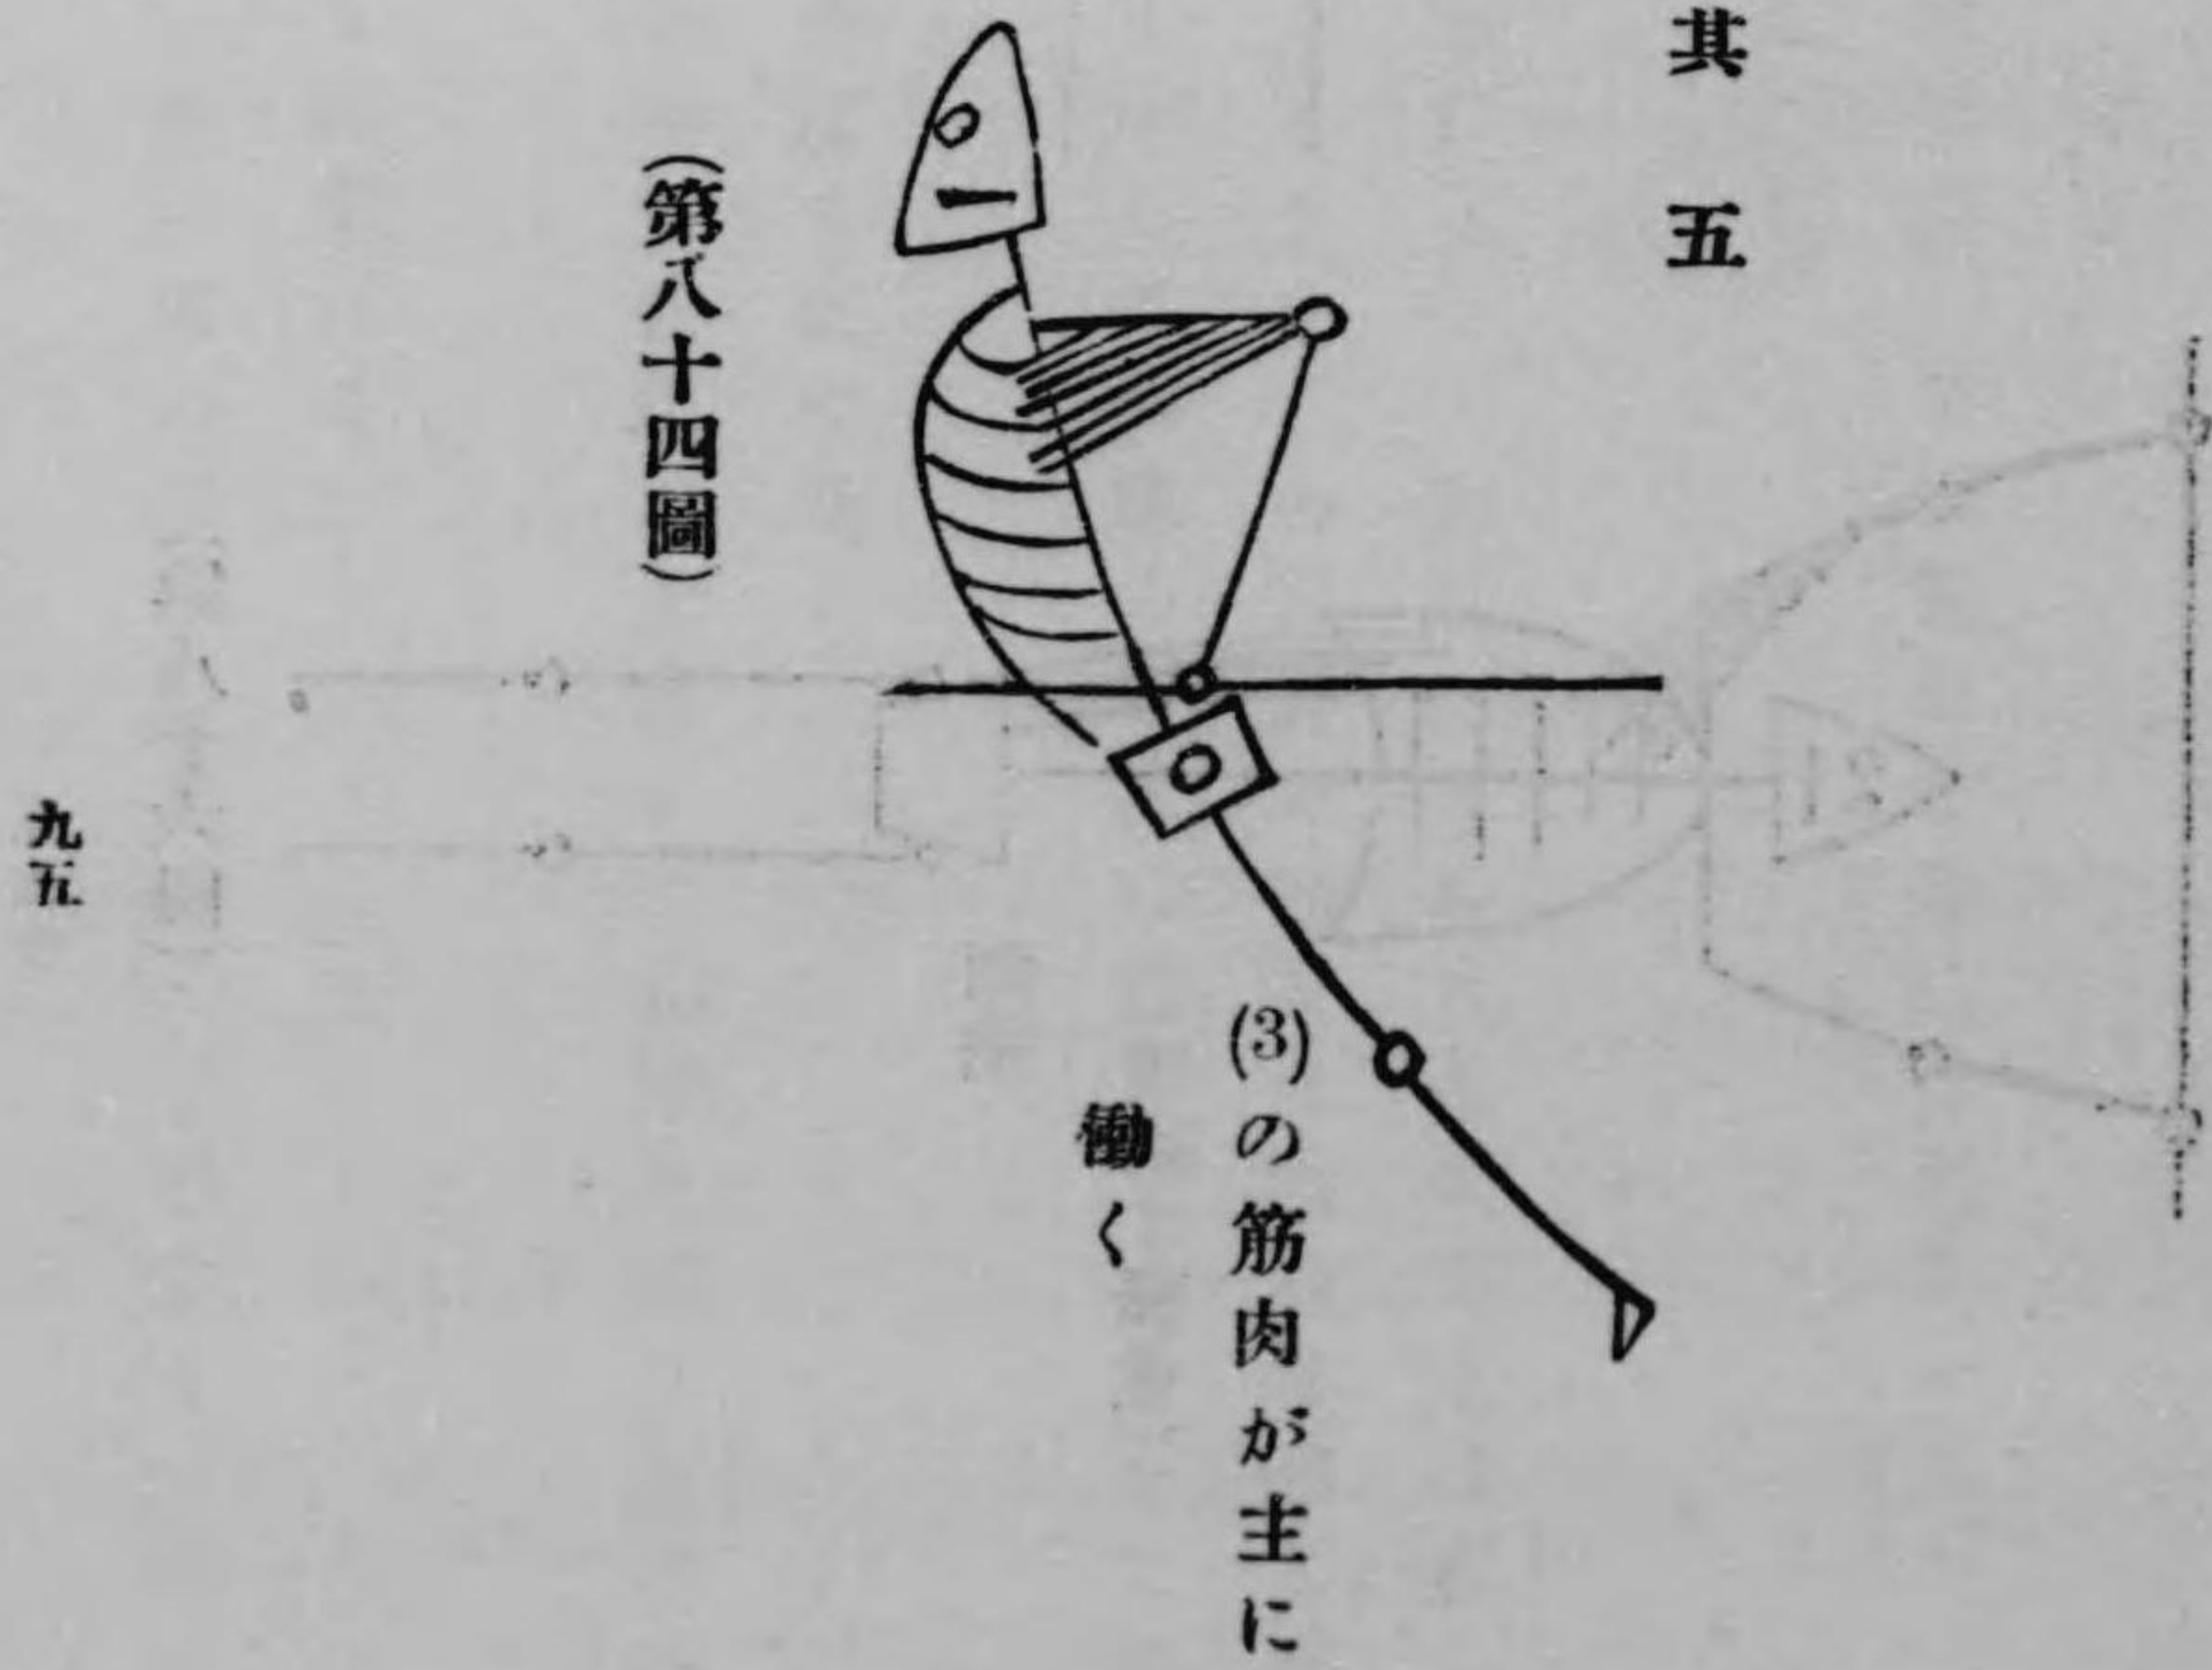 其五
(3)の筋肉が主に
働く
(第八十四圖)
九五